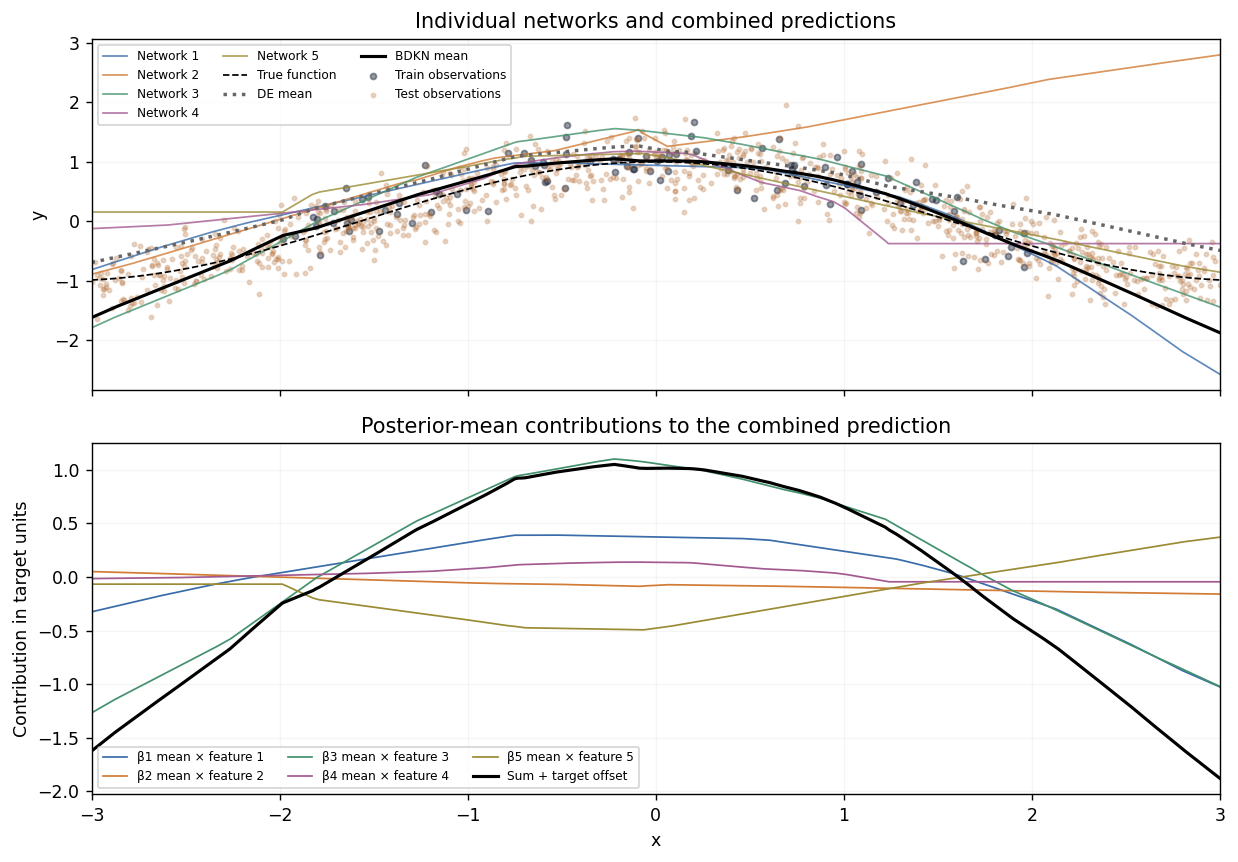 Individual networks and combined predictions
3
2
1
0
−1
−2
y
Network 1
Network 2
Network 3
Network 4
Network 5
True function
DE mean
BDKN mean
Train observations
Test observations
Posterior-mean contributions to the combined prediction
1.0
0.5
0.0
−0.5
−1.0
−1.5
−2.0
Contribution in target units
β1 mean × feature 1
β2 mean × feature 2
β3 mean × feature 3
β4 mean × feature 4
β5 mean × feature 5
Sum + target offset
−3
−2
−1
0
1
2
3
x